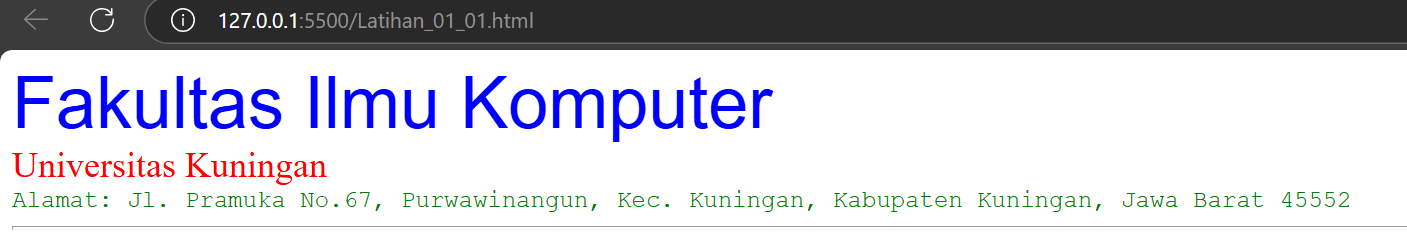 127.0.0.1:5500/Latihan_01_01.html
Fakultas Ilmu Komputer
Universitas Kuningan
Alamat: Jl. Pramuka No.67, Purwawinangun, Kec. Kuningan, Kabupaten Kuningan, Jawa Barat 45552